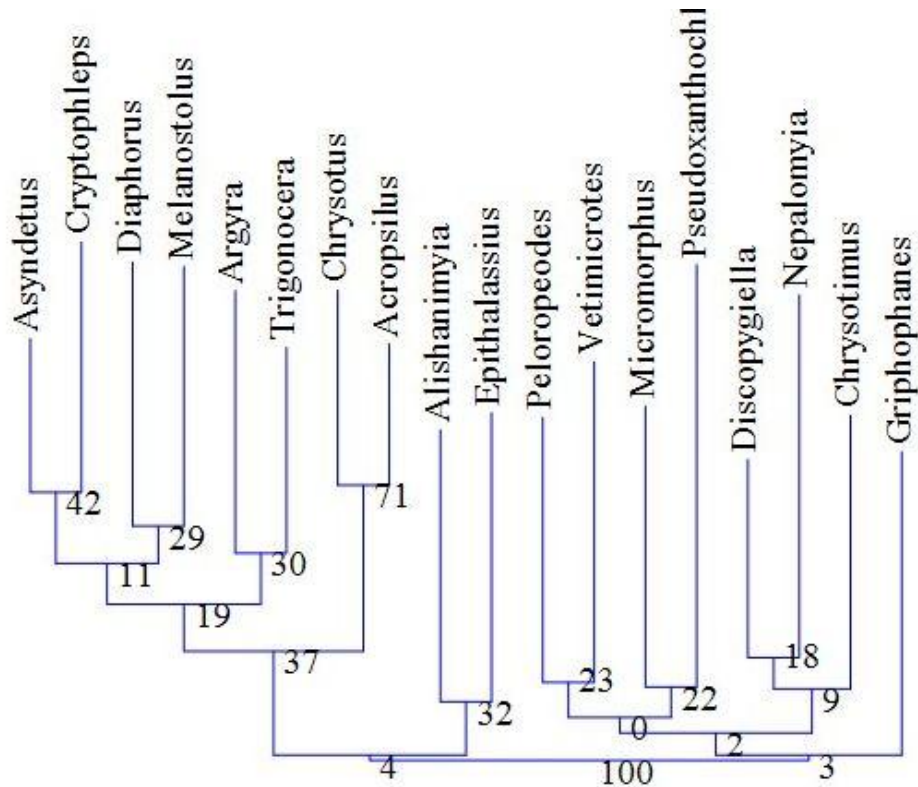 Asyndetus
Cryptophleps
Diaphorus
Melanostolus
Argyra
Trigonocera
Chrysotus
Acropsilus
Alishanimyia
Epithalassius
Peloropeodes
Vetimicrotes
Micromorphus
Pseudoxanthochl
Discopygiella
Nepalomyia
Chrysotimus
Griphophanes
42
29
11
30
19
71
37
32
4
23
22
0
18
9
2
3
100